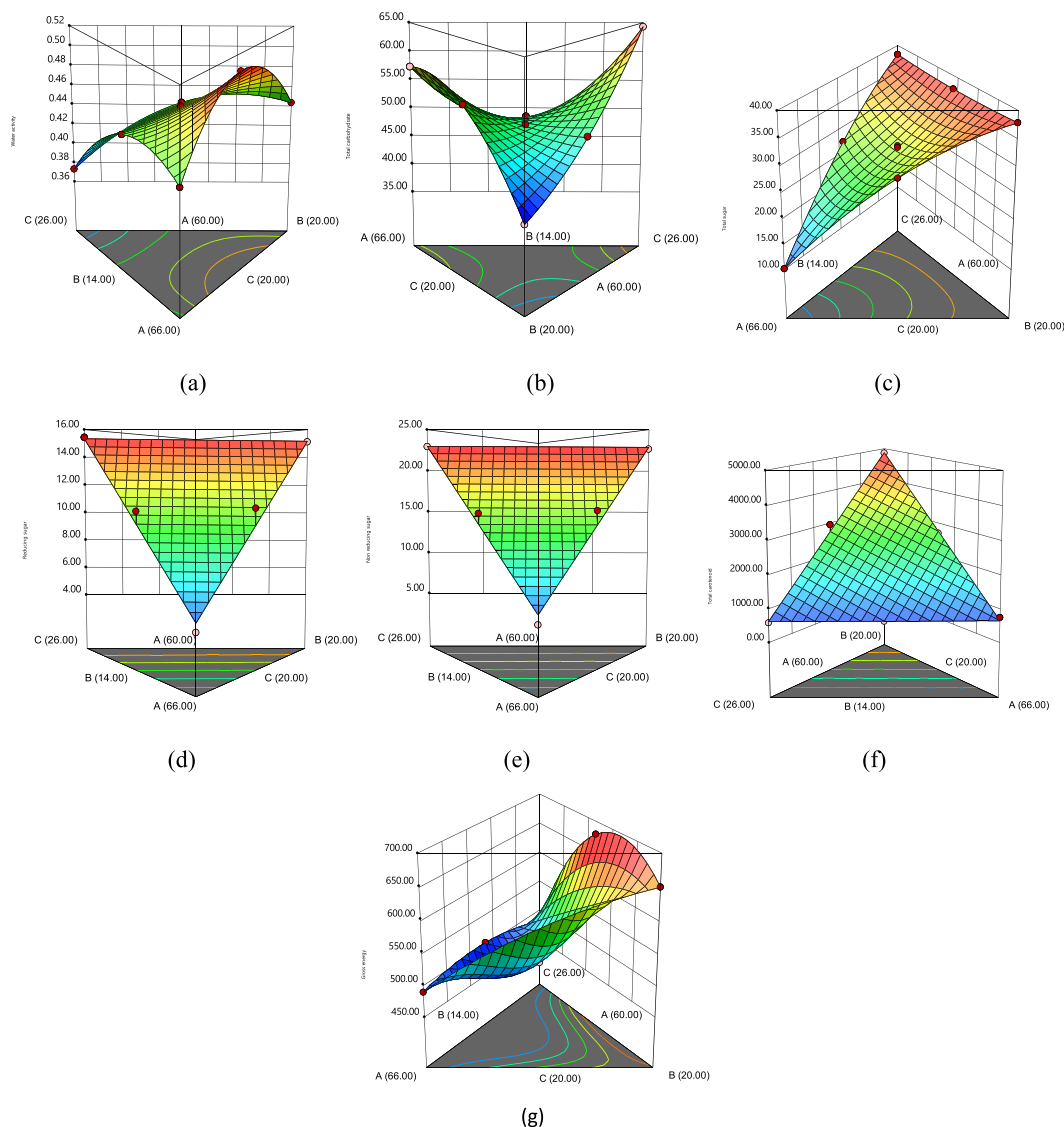 0.52
0.50
0.48
0.46
0.44
0.42
0.40
0.38
0.36
Water activity
C (26.00)
A (60.00)
B (20.00)
B (14.00)
C (20.00)
A (66.00)
(a)
65.00
60.00
55.00
50.00
45.00
40.00
35.00
Total carbohydrate
A (66.00)
B (14.00)
C (26.00)
C (20.00)
A (60.00)
B (20.00)
(b)
40.00
35.00
30.00
25.00
20.00
15.00
10.00
Total sugar
C (26.00)
B (14.00)
A (60.00)
A (66.00)
C (20.00)
B (20.00)
(c)
16.00
14.00
12.00
10.00
8.00
6.00
4.00
Reducing sugar
C (26.00)
A (60.00)
B (20.00)
B (14.00)
C (20.00)
A (66.00)
(d)
25.00
20.00
15.00
10.00
5.00
Non reducing sugar
C (26.00)
A (60.00)
B (20.00)
B (14.00)
C (20.00)
A (66.00)
(e)
5000.00
4000.00
3000.00
2000.00
1000.00
0.00
Total carotenoid
B (20.00)
A (60.00)
C (20.00)
C (26.00)
B (14.00)
A (66.00)
(f)
700.00
650.00
600.00
550.00
500.00
450.00
Gross energy
C (26.00)
B (14.00)
A (60.00)
A (66.00)
C (20.00)
B (20.00)
(g)